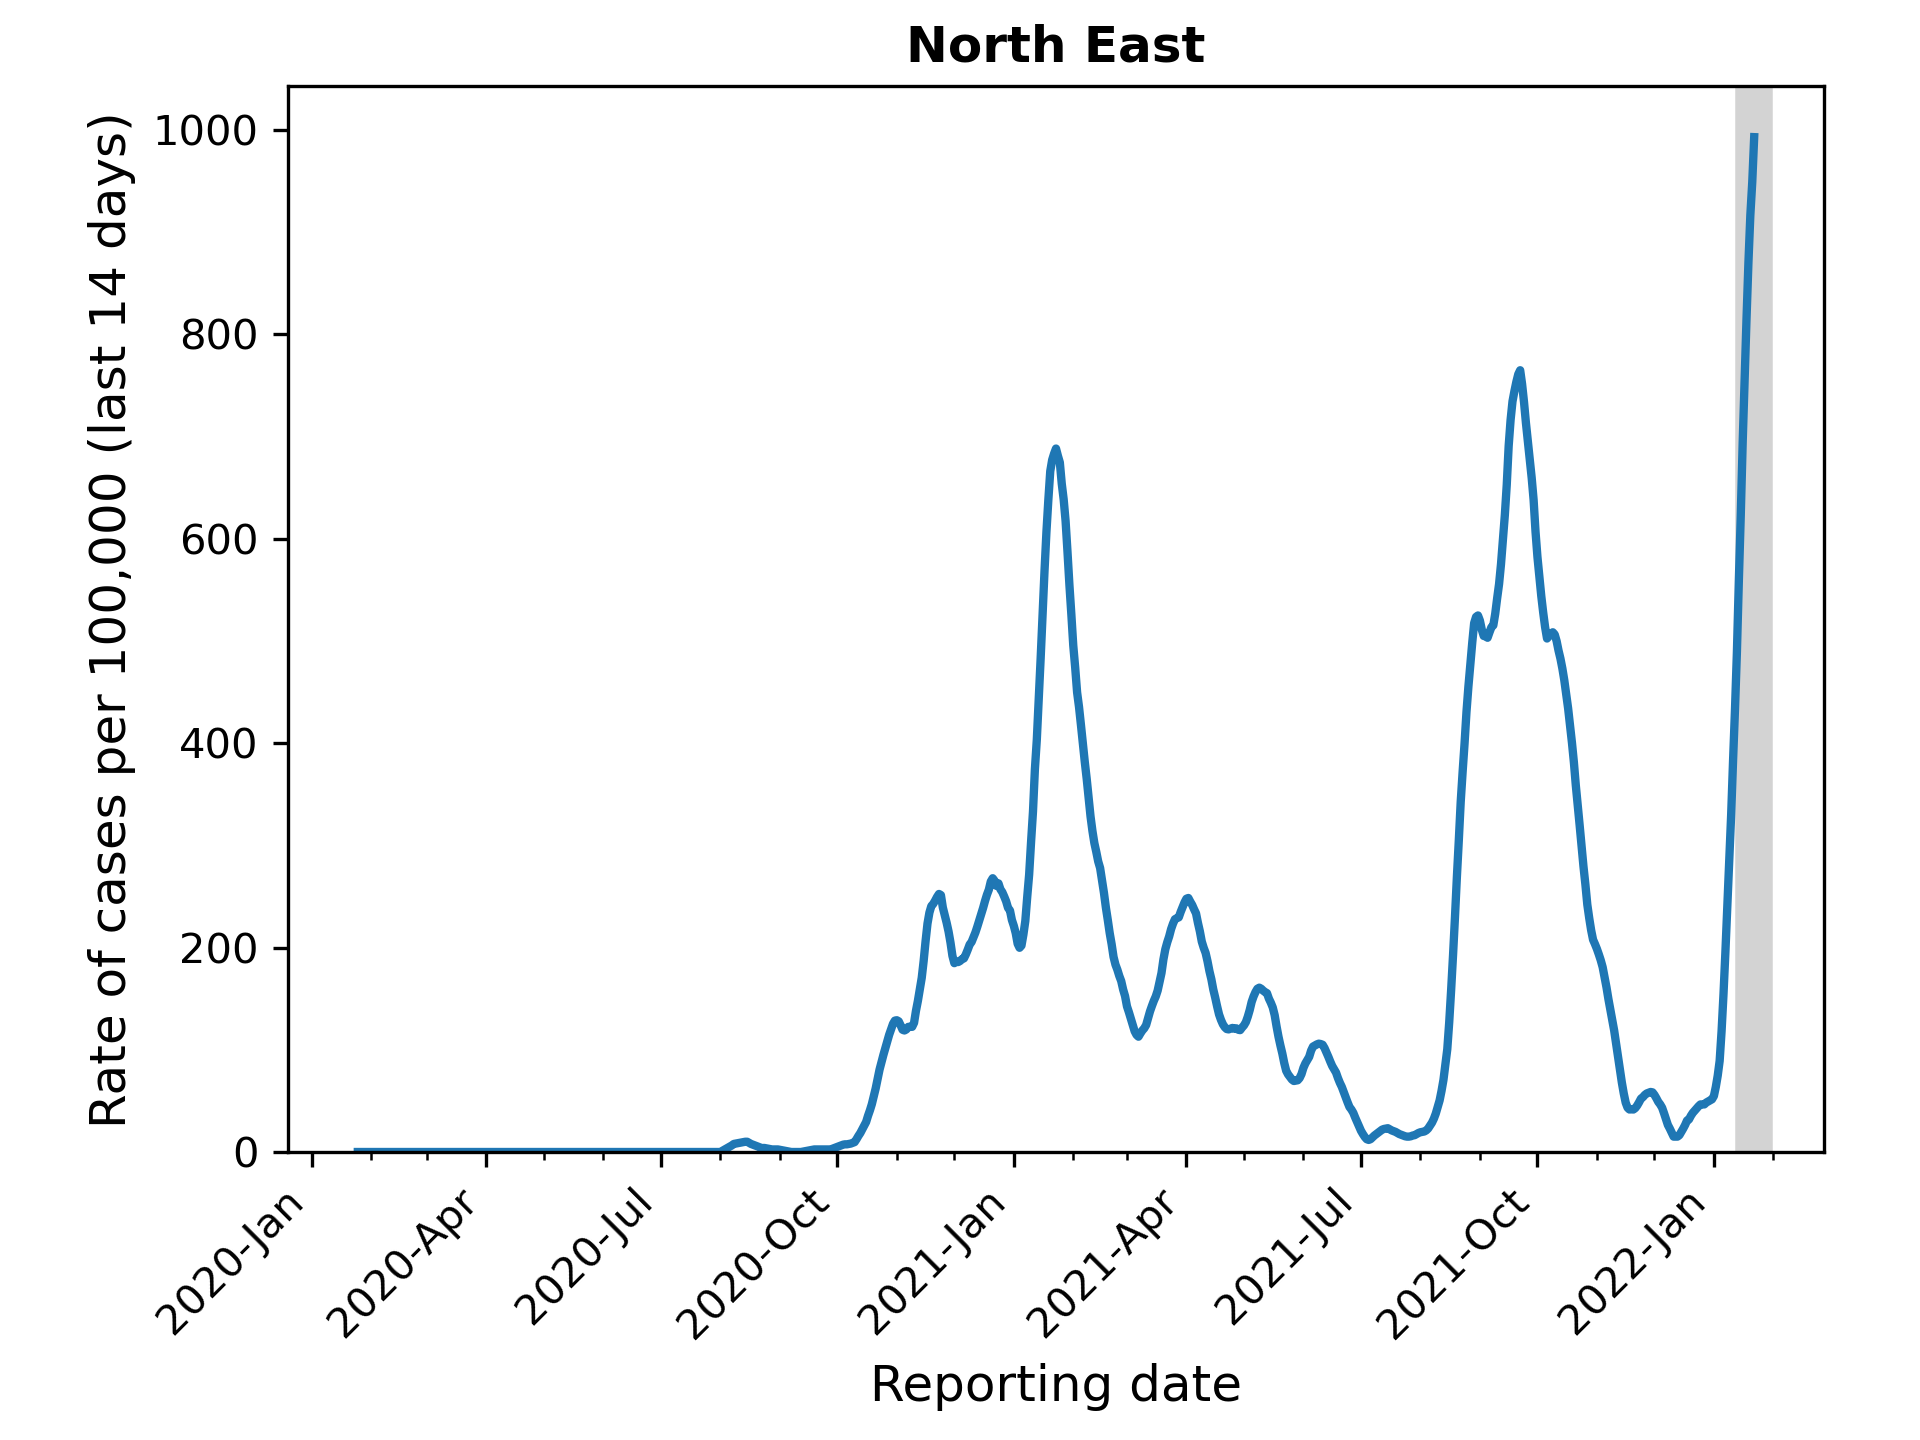 North East
Rate of cases per 100,000 (last 14 days)
1000
800
600
400
200
0
2020-Jan
2020-Apr
2020-Jul
2020-Oct
2021-Jan
2021-Apr
2021-Jul
2021-Oct
2022-Jan
Reporting date